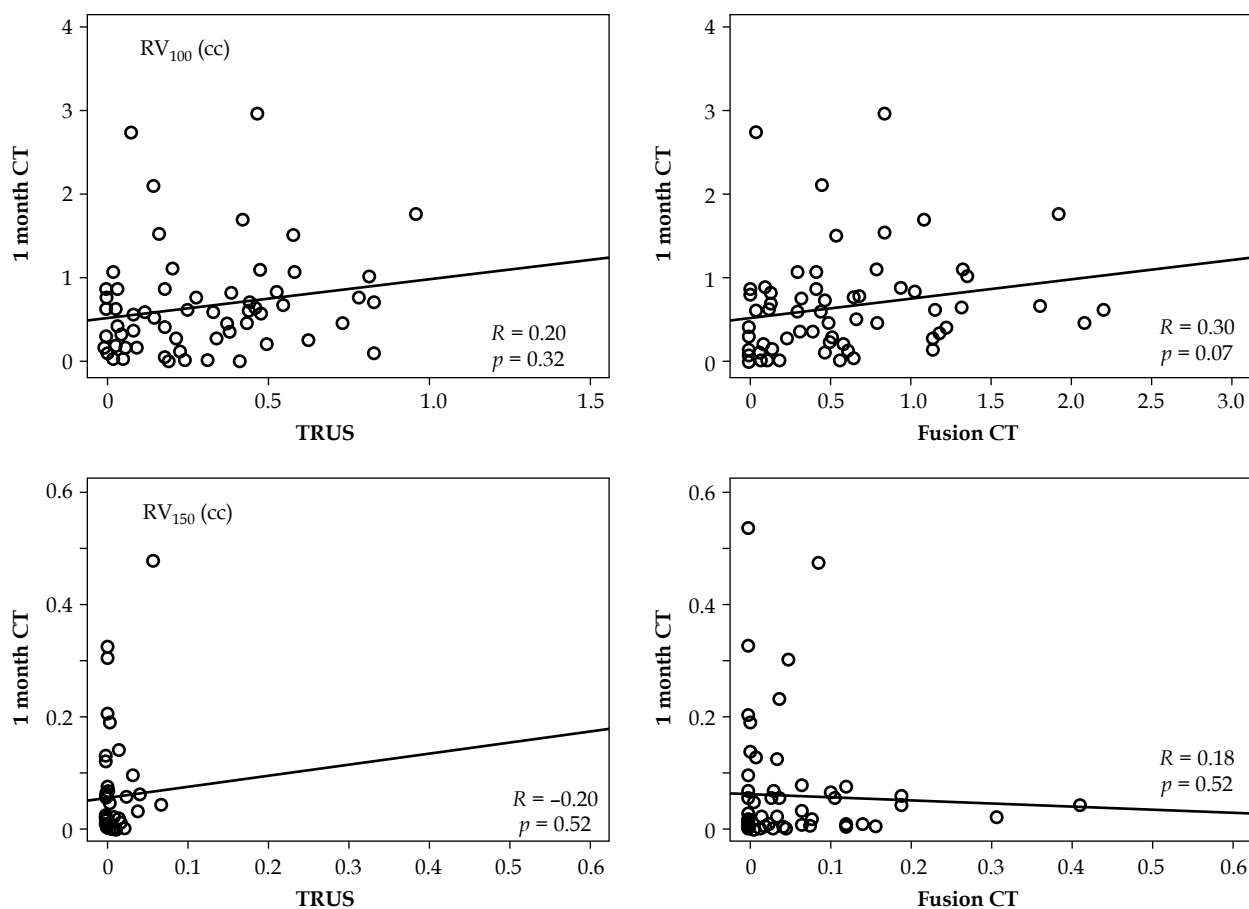 4
3
2
1
0
1 month CT
RV100 (cc)
R = 0.20
p = 0.32
0 0.5 1.0 1.5
TRUS
4
3
2
1
0
1 month CT
R = 0.30
p = 0.07
0 0.5 1.0 1.5 2.0 2.5 3.0
Fusion CT
0.6
0.4
0.2
0
1 month CT
RV150 (cc)
R = –0.20
p = 0.52
0 0.1 0.2 0.3 0.4 0.5 0.6
TRUS
0.6
0.4
0.2
0
1 month CT
R = 0.18
p = 0.52
0 0.1 0.2 0.3 0.4 0.5 0.6
Fusion CT